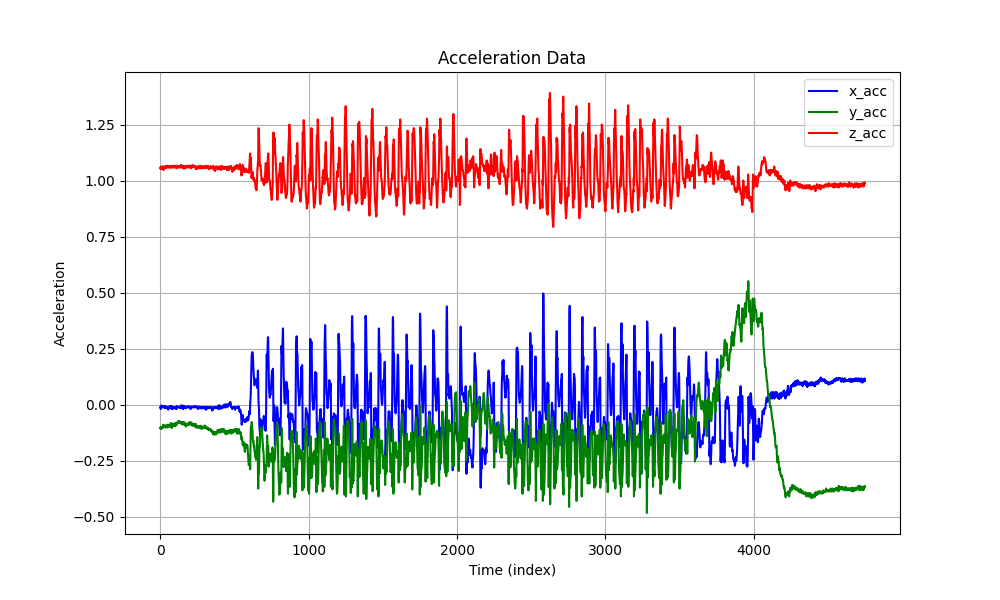 Acceleration Data
x_acc
y_acc
z_acc
1.25
1.00
0.75
0.50
0.25
0.00
−0.25
−0.50
Acceleration
0
1000
2000
3000
4000
Time (index)